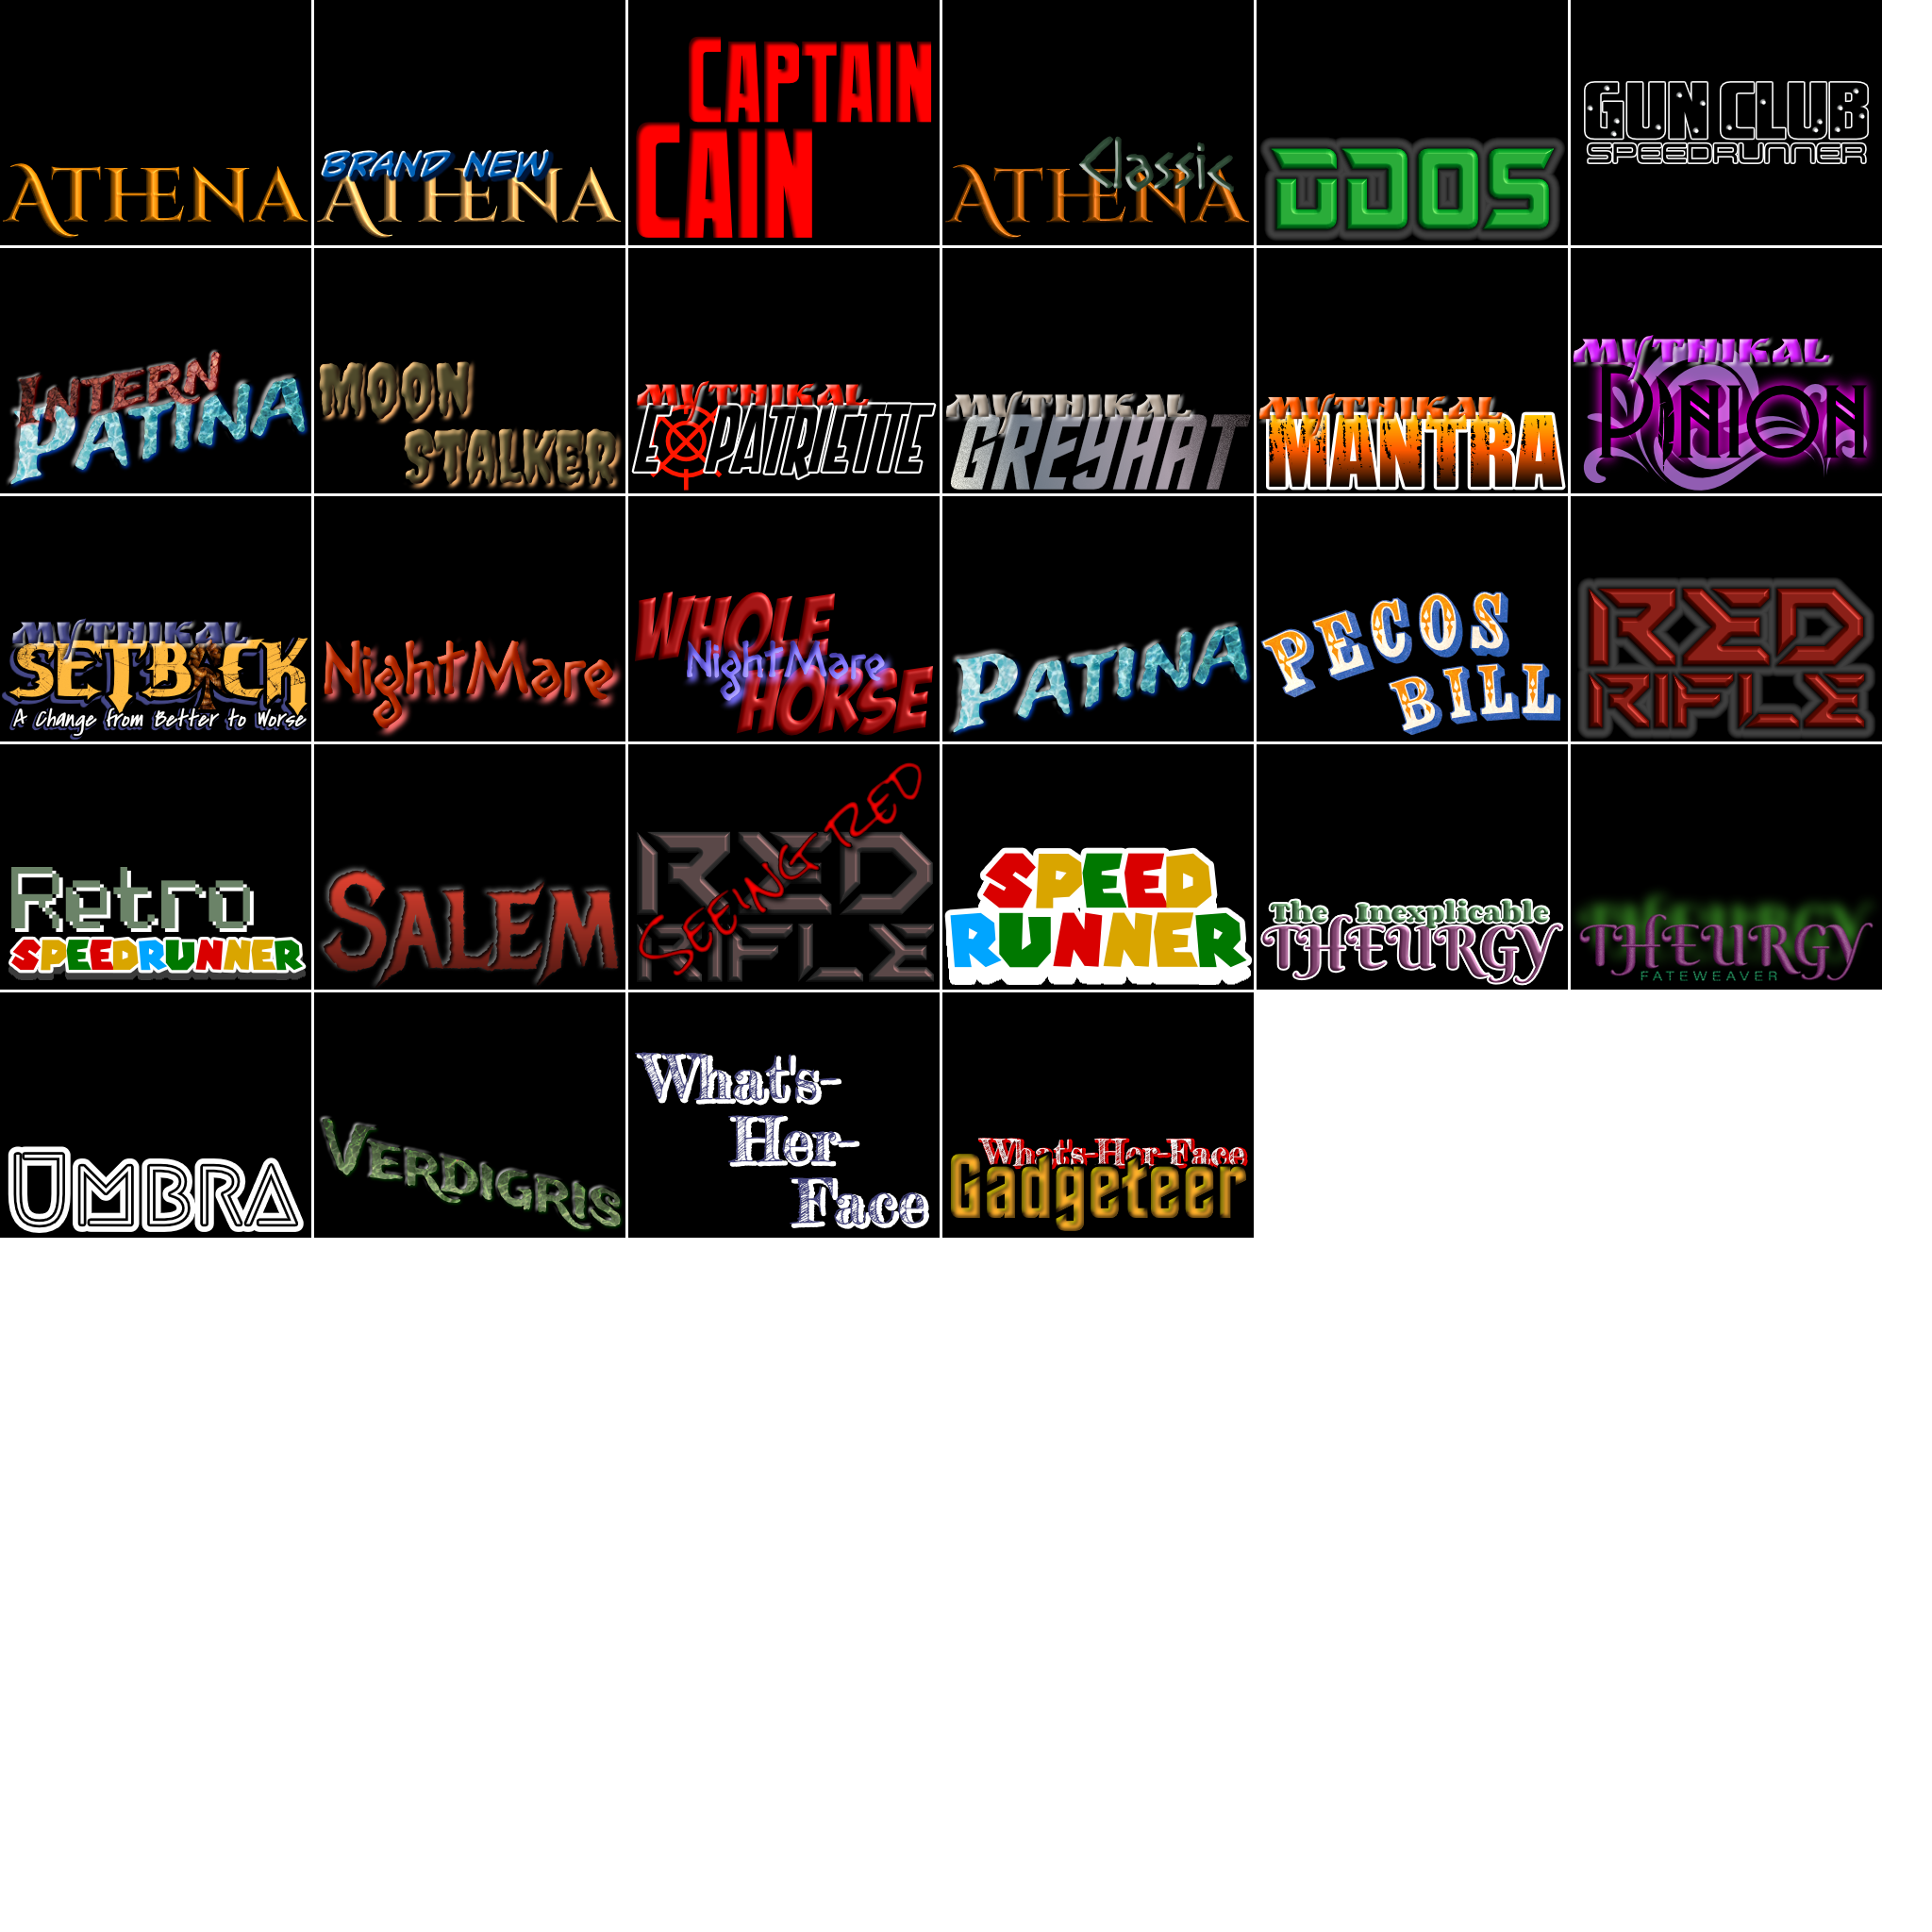 ATHENA
BRAND NEW
ATHENA
CAPTAIN
CAIN
Classic
ATHENA
DDOS
GUN CLUB
SPEEDRUNNER
INTERN
PATINA
MOON
STALKER
MYTHIKAL
EXPATRIETTE
MYTHIKAL
GREYHAT
MYTHIKAL
MANTRA
MYTHIKAL
PINION
MYTHIKAL
SETBACK
A Change from Better to Worse
NightMare
WHOLE
NightMare
HORSE
PATINA
PECOS
BILL
RED
RIFLE
Retro
SPEEDRUNNER
SALEM
SEEING RED
RED
RIFLE
SPEED
RUNNER
The Inexplicable
THEURGY
THEURGY
FATEWEAVER
UMBRA
VERDIGRIS
What's-
Her-
Face
What's-Her-Face
Gadgeteer